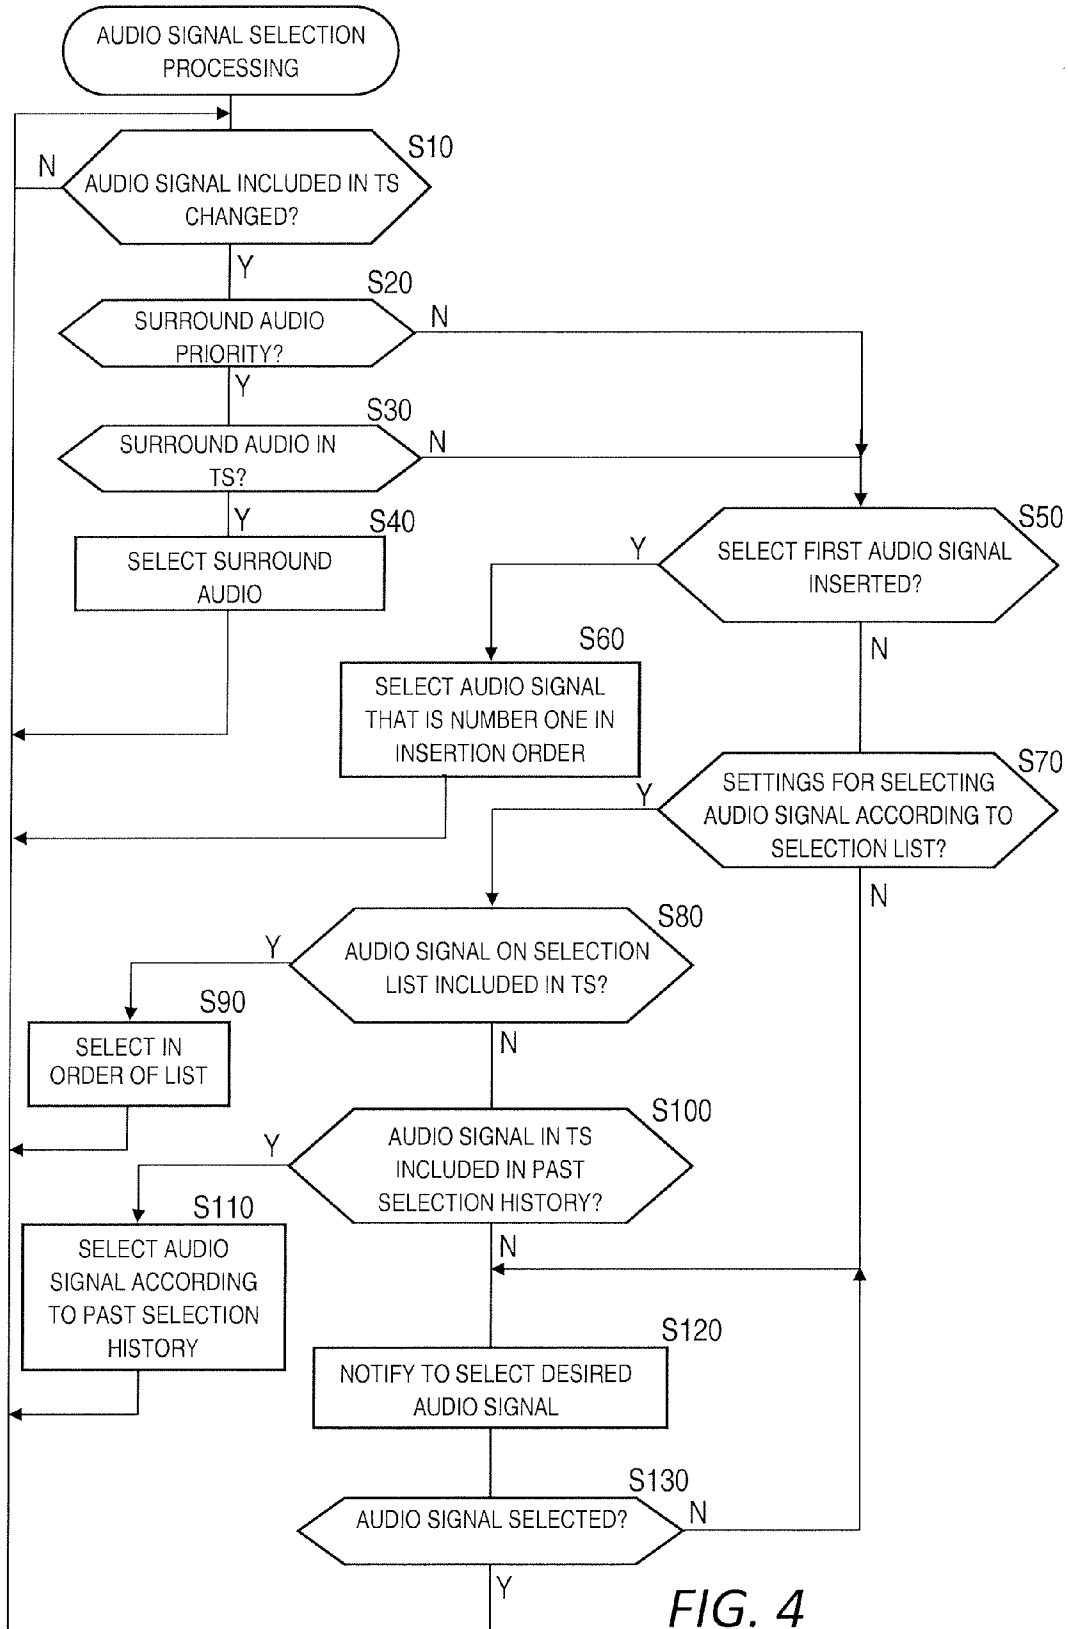 AUDIO SIGNAL SELECTION
PROCESSING
S10
N
AUDIO SIGNAL INCLUDED IN TS
CHANGED?
Y
S20
SURROUND AUDIO
PRIORITY?
N
Y
S30
SURROUND AUDIO IN
TS?
N
Y
S40
SELECT SURROUND
AUDIO
S50
Y
SELECT FIRST AUDIO SIGNAL
INSERTED?
N
S60
SELECT AUDIO SIGNAL
THAT IS NUMBER ONE IN
INSERTION ORDER
S70
Y
SETTINGS FOR SELECTING
AUDIO SIGNAL ACCORDING TO
SELECTION LIST?
N
S80
Y
AUDIO SIGNAL ON SELECTION
LIST INCLUDED IN TS?
N
S90
SELECT IN
ORDER OF LIST
S100
Y
AUDIO SIGNAL IN TS
INCLUDED IN PAST
SELECTION HISTORY?
N
S110
SELECT AUDIO
SIGNAL ACCORDING
TO PAST SELECTION
HISTORY
S120
NOTIFY TO SELECT DESIRED
AUDIO SIGNAL
S130
AUDIO SIGNAL SELECTED?
N
Y
FIG. 4